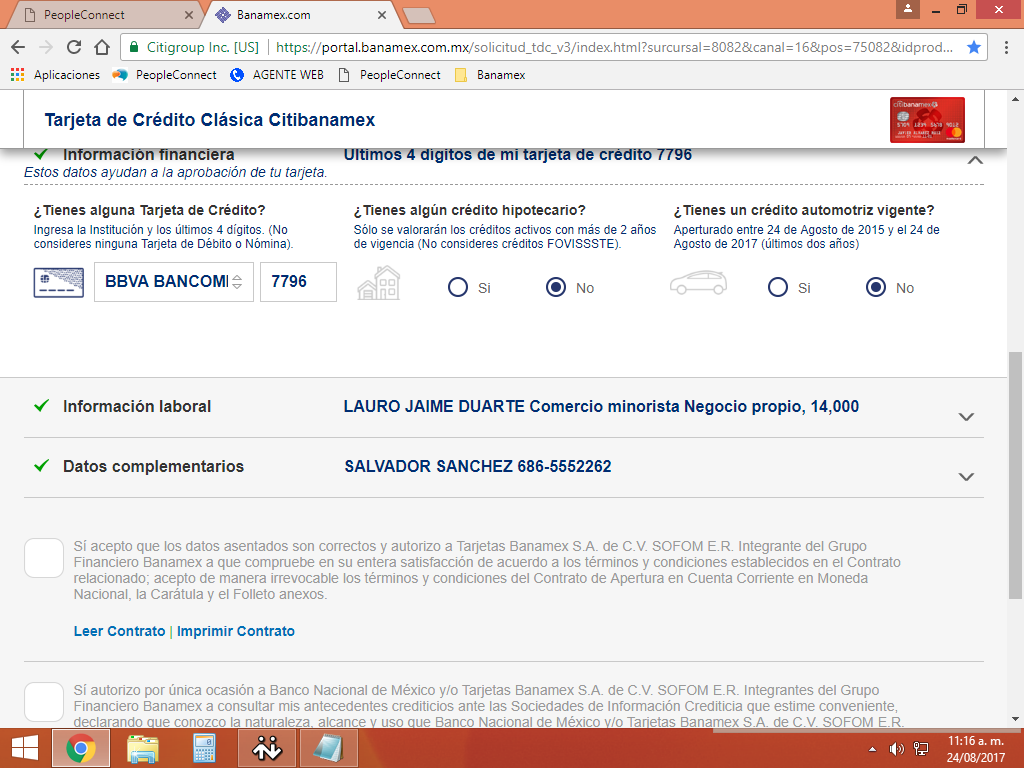 PeopleConnect
Banamex.com
Citigroup Inc. [US] https://portal.banamex.com.mx/solicitud_tdc_v3/index.html?sursursal=8082&canal=16&pos=75082&idprod...
Aplicaciones PeopleConnect AGENTE WEB PeopleConnect Banamex
Tarjeta de Crédito Clásica Citibanamex
citibanamex
Información financiera
Últimos 4 dígitos de mi tarjeta de crédito 7796
Estos datos ayudan a la aprobación de tu tarjeta.
¿Tienes alguna Tarjeta de Crédito?
Ingresa la Institución y los últimos 4 dígitos. (No
consideres ninguna Tarjeta de Débito o Nómina).
BBVA BANCOM
7796
¿Tienes algún crédito hipotecario?
Sólo se valorarán los créditos activos con más de 2 años
de vigencia (No consideres créditos FOVISSSTE).
Si
No
¿Tienes un crédito automotriz vigente?
Aperturado entre 24 de Agosto de 2015 y el 24 de
Agosto de 2017 (últimos dos años)
Si
No
Información laboral
LAURO JAIME DUARTE Comercio minorista Negocio propio, 14,000
Datos complementarios
SALVADOR SANCHEZ 686-5552262
Sí acepto que los datos asentados son correctos y autorizo a Tarjetas Banamex S.A. de C.V. SOFOM E.R. Integrante del Grupo
Financiero Banamex a que compruebe en su entera satisfacción de acuerdo a los términos y condiciones establecidos en el Contrato
relacionado; acepto de manera irrevocable los términos y condiciones del Contrato de Apertura en Cuenta Corriente en Moneda
Nacional, la Carátula y el Folleto anexos.
Leer Contrato | Imprimir Contrato
Sí autorizo por única ocasión a Banco Nacional de México y/o Tarjetas Banamex S.A. de C.V. SOFOM E.R. Integrantes del Grupo
Financiero Banamex a consultar mis antecedentes crediticios ante las Sociedades de Información Crediticia que estime conveniente,
declarando que conozco la naturaleza, alcance y uso que Banco Nacional de México y/o Tarjetas Banamex S.A. de C.V. SOFOM E.R.
11:16 a. m.
24/08/2017